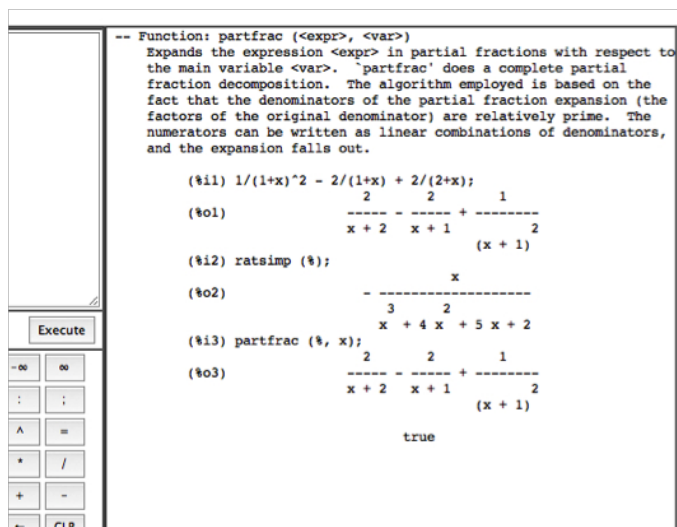 -- Function: partfrac (<expr>, <var>)
Expands the expression <expr> in partial fractions with respect to
the main variable <var>.  `partfrac' does a complete partial
fraction decomposition.  The algorithm employed is based on the
fact that the denominators of the partial fraction expansion (the
factors of the original denominator) are relatively prime.  The
numerators can be written as linear combinations of denominators,
and the expansion falls out.
(%i1) 1/(1+x)^2 - 2/(1+x) + 2/(2+x);
2 2 1
(%o1) ----- - ----- + --------
x + 2 x + 1 2
(x + 1)
(%i2) ratsimp (%);
x
(%o2) - -------------------
3 2
x + 4 x + 5 x + 2
(%i3) partfrac (%, x);
2 2 1
(%o3) ----- - ----- + --------
x + 2 x + 1 2
(x + 1)
true
Execute
-∞ ∞
: ;
^ =
* /
+ -
← CLR